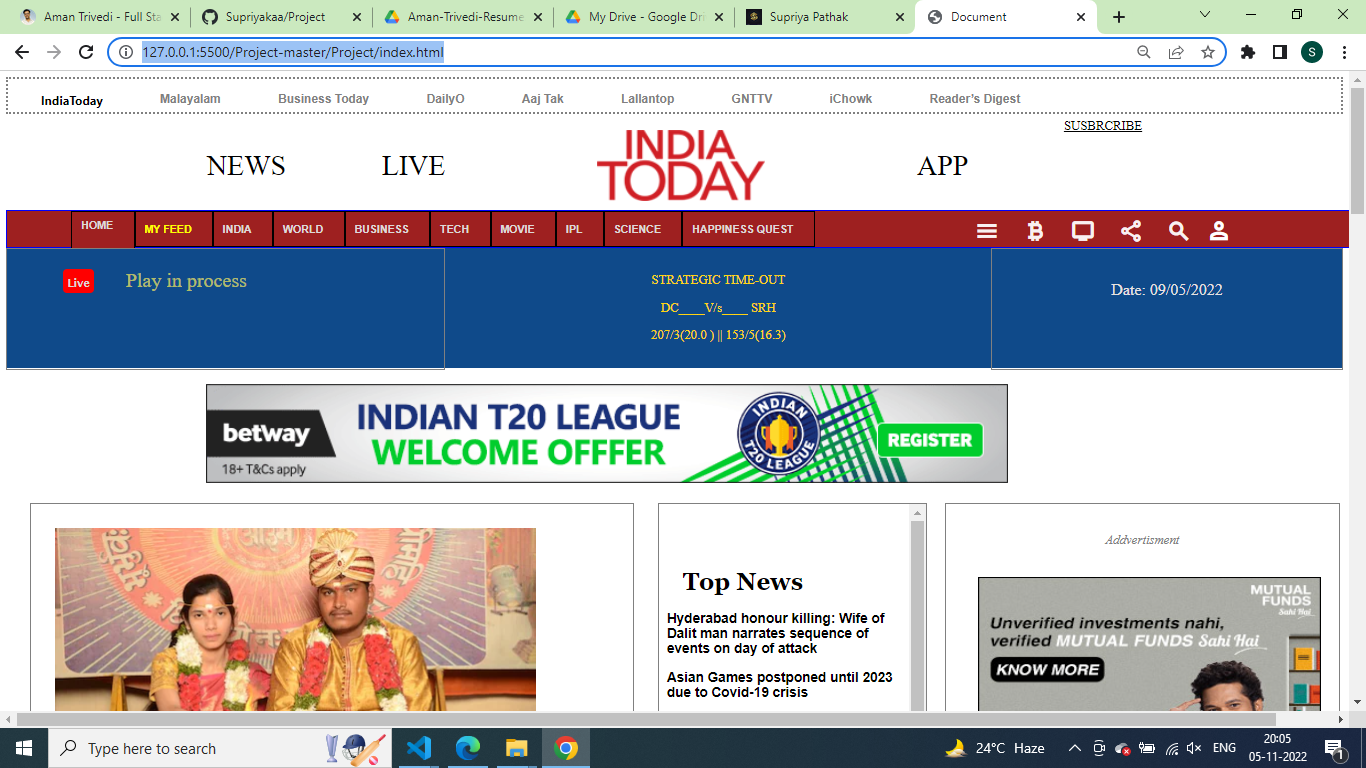 Aman Trivedi - Full Sta
Supriyakaa/Project
Aman-Trivedi-Resume
My Drive - Google Dri
Supriya Pathak
Document
127.0.0.1:5500/Project-master/Project/index.html
S
IndiaToday Malayalam Business Today DailyO Aaj Tak Lallantop GNTTV iChowk Reader's Digest
SUSBRCRIBE
NEWS LIVE INDIA TODAY APP
HOME MY FEED INDIA WORLD BUSINESS TECH MOVIE IPL SCIENCE HAPPINESS QUEST
Live Play in process
STRATEGIC TIME-OUT
DC____V/s____ SRH
207/3(20.0 ) || 153/5(16.3)
Date: 09/05/2022
betway
18+ T&Cs apply
INDIAN T20 LEAGUE
WELCOME OFFFER
INDIAN
T20 LEAGUE
REGISTER
Top News
Hyderabad honour killing: Wife of
Dalit man narrates sequence of
events on day of attack
Asian Games postponed until 2023
due to Covid-19 crisis
Addvertisment
MUTUAL
FUNDS
Sahi Hai
Unverified investments nahi,
verified MUTUAL FUNDS Sahi Hai
KNOW MORE
Type here to search
24°C Haze
ENG
20:05
05-11-2022
1